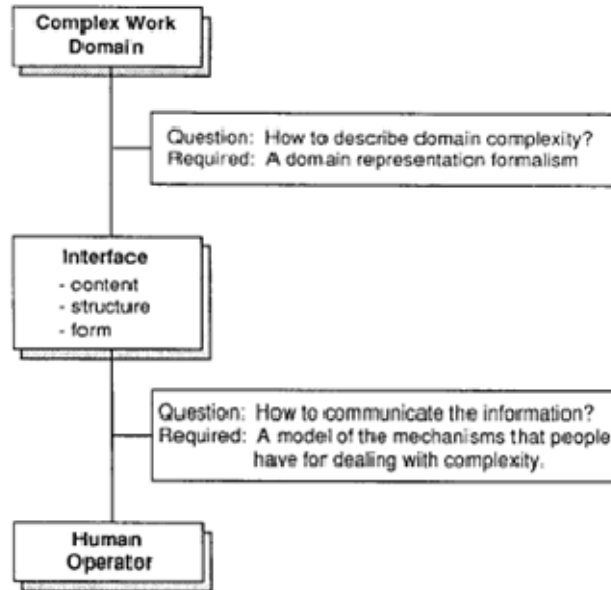 Complex Work
Domain
Question: How to describe domain complexity?
Required: A domain representation formalism
Interface
- content
- structure
- form
Question: How to communicate the information?
Required: A model of the mechanisms that people
have for dealing with complexity.
Human
Operator